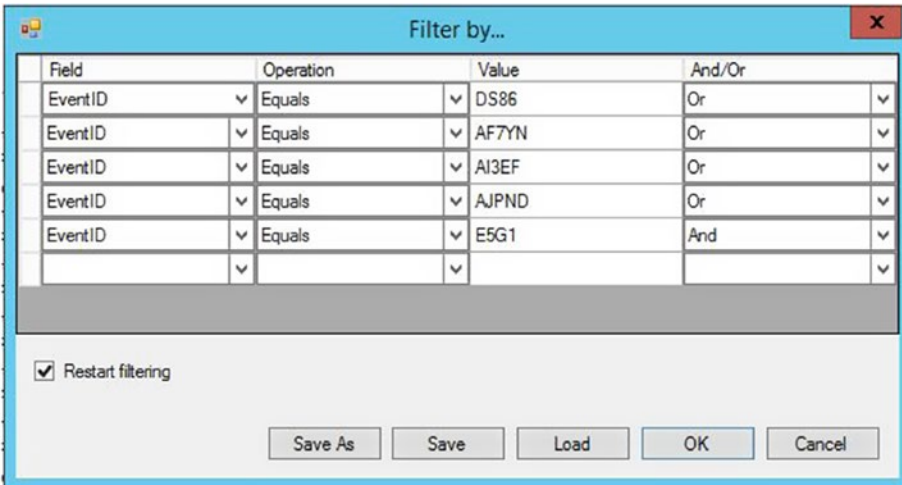 Filter by...
x
Field Operation Value And/Or
EventID Equals DS86 Or
EventID Equals AF7YN Or
EventID Equals AI3EF Or
EventID Equals AJPND Or
EventID Equals E5G1 And
Restart filtering
Save As Save Load OK Cancel